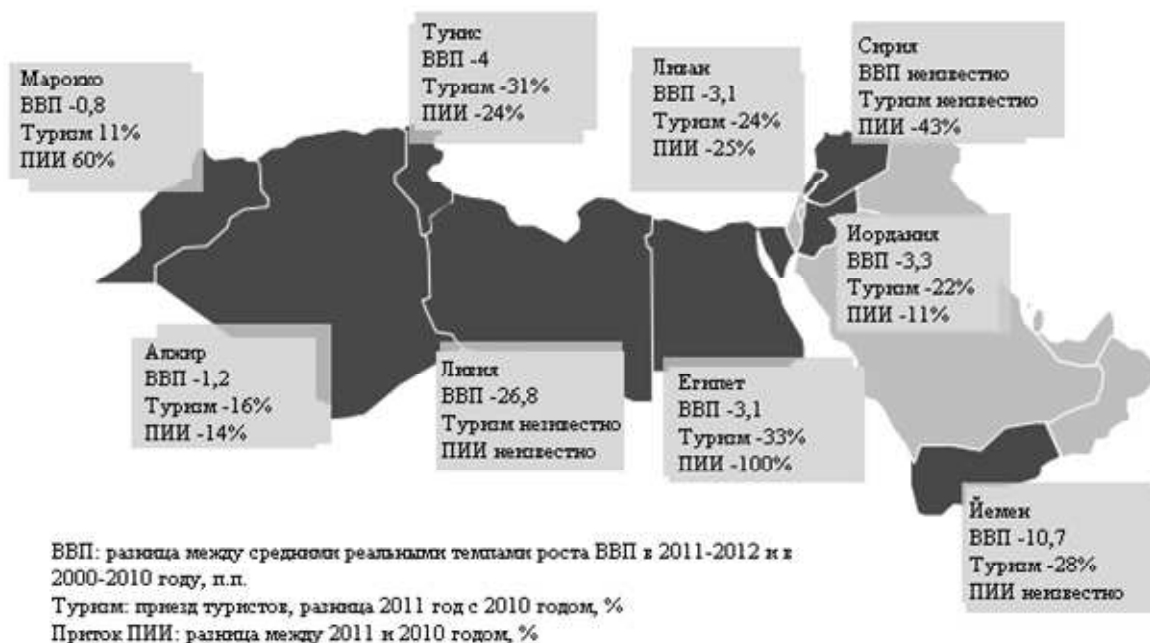 Марокко
ВВП -0,8
Туризм 11%
ПИИ 60%
Тунис
ВВП -4
Туризм -31%
ПИИ -24%
Ливан
ВВП -3,1
Туризм -24%
ПИИ -25%
Сирия
ВВП неизвестно
Туризм неизвестно
ПИИ -43%
Иордания
ВВП -3,3
Туризм -22%
ПИИ -11%
Алжир
ВВП -1,2
Туризм -16%
ПИИ -14%
Ливия
ВВП -26,8
Туризм неизвестно
ПИИ неизвестно
Египет
ВВП -3,1
Туризм -33%
ПИИ -100%
Йемен
ВВП -10,7
Туризм -28%
ПИИ неизвестно
ВВП: разница между средними реальными темпами роста ВВП в 2011-2012 и в
2000-2010 году, п.п.
Туризм: приезд туристов, разница 2011 год с 2010 годом, %
Приток ПИИ: разница между 2011 и 2010 годом, %